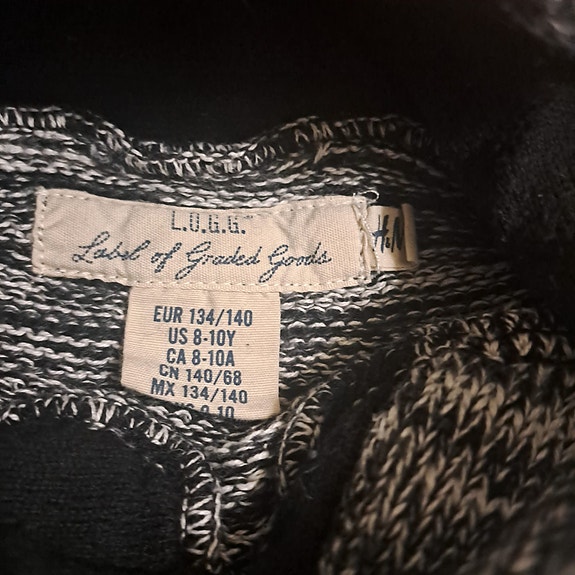 L.O.G.G.
Label of Graded Goods
H&M
EUR 134/140
US 8-10Y
CA 8-10A
CN 140/68
MX 134/140